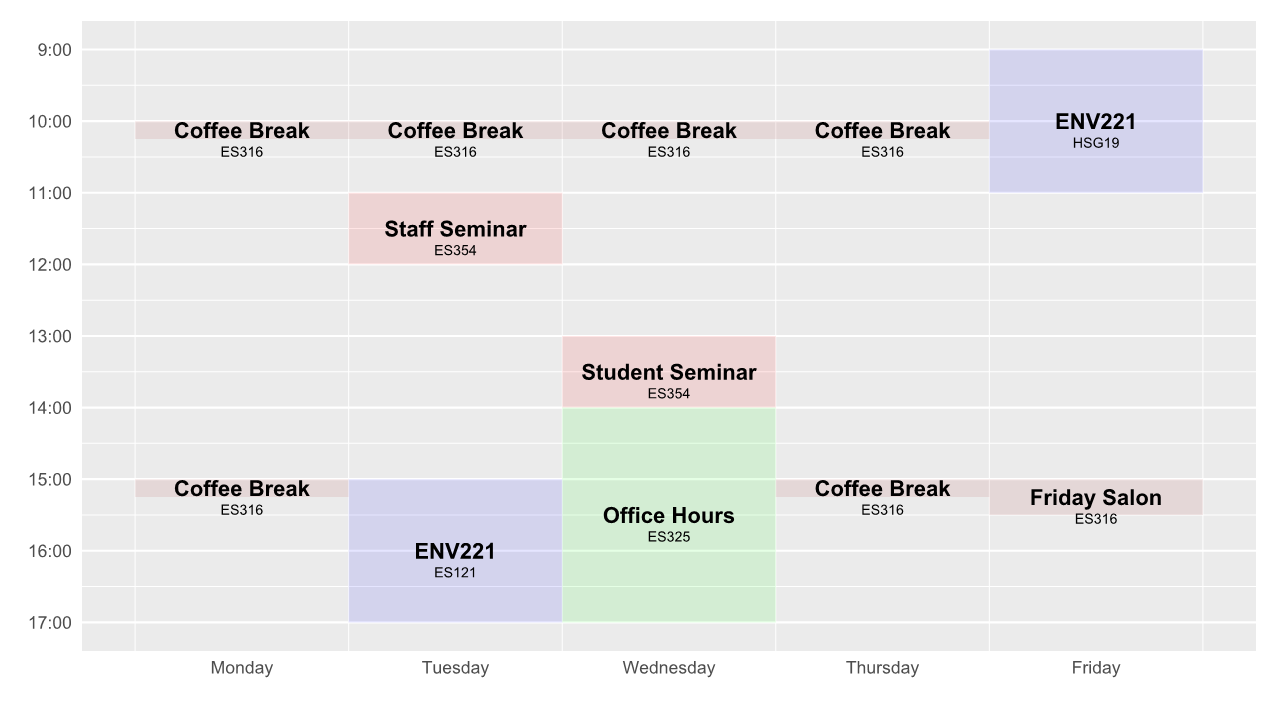 9:00
10:00
Coffee Break
ES316
Coffee Break
ES316
Coffee Break
ES316
Coffee Break
ES316
ENV221
HSG19
11:00
Staff Seminar
ES354
12:00
13:00
Student Seminar
ES354
14:00
15:00
Coffee Break
ES316
Coffee Break
ES316
Friday Salon
ES316
Office Hours
ES325
16:00
ENV221
ES121
17:00
Monday
Tuesday
Wednesday
Thursday
Friday